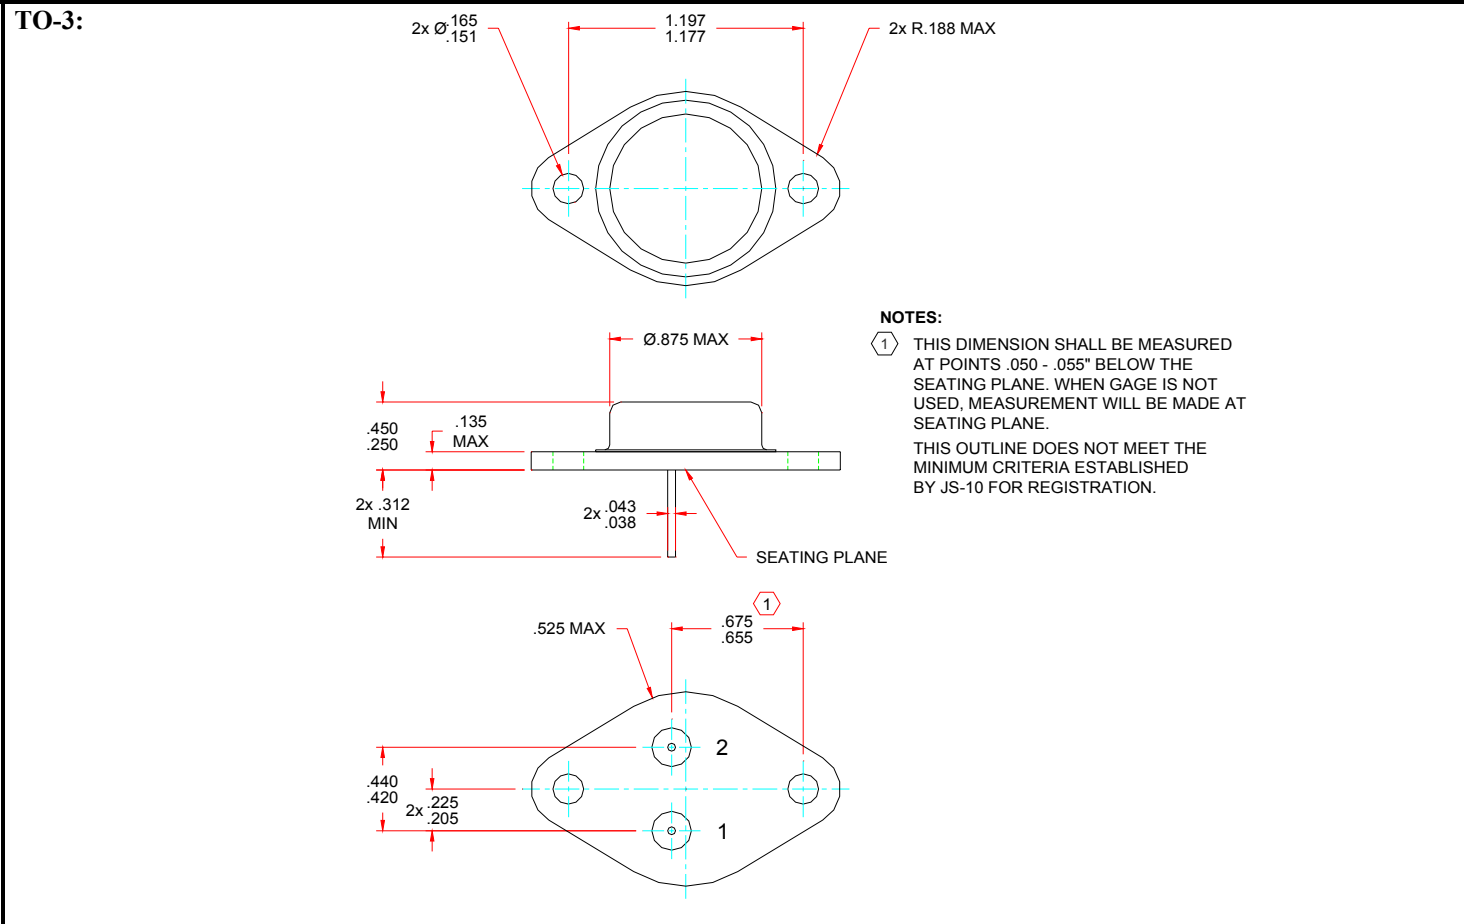 TO-3:
2x Ø.165
.151
1.197
1.177
2x R.188 MAX
Ø.875 MAX
.450
.250
.135
MAX
2x .312
MIN
2x .043
.038
SEATING PLANE
NOTES:
1 THIS DIMENSION SHALL BE MEASURED
AT POINTS .050 - .055" BELOW THE
SEATING PLANE. WHEN GAGE IS NOT
USED, MEASUREMENT WILL BE MADE AT
SEATING PLANE.
THIS OUTLINE DOES NOT MEET THE
MINIMUM CRITERIA ESTABLISHED
BY JS-10 FOR REGISTRATION.
1
.525 MAX
.675
.655
2
.440
.420
2x .225
.205
1